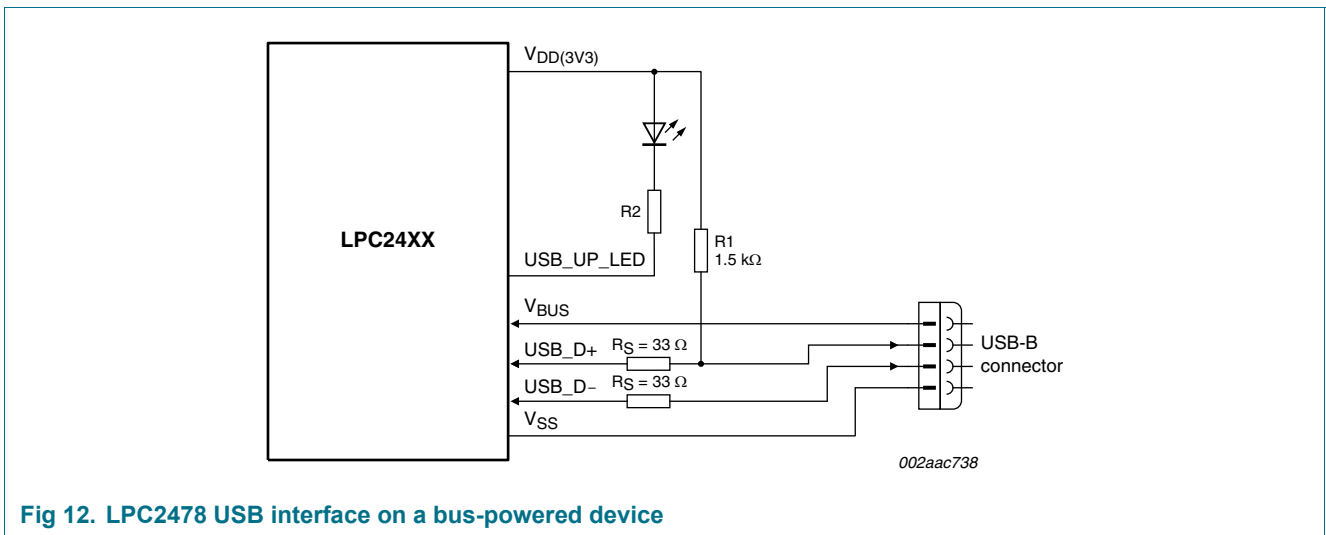 VDD(3V3)
R2
LPC24XX
R1
1.5 kΩ
USB_UP_LED
VBUS
USB-B
connector
USB_D+
RS = 33 Ω
USB_D−
RS = 33 Ω
VSS
002aac738
Fig 12. LPC2478 USB interface on a bus-powered device